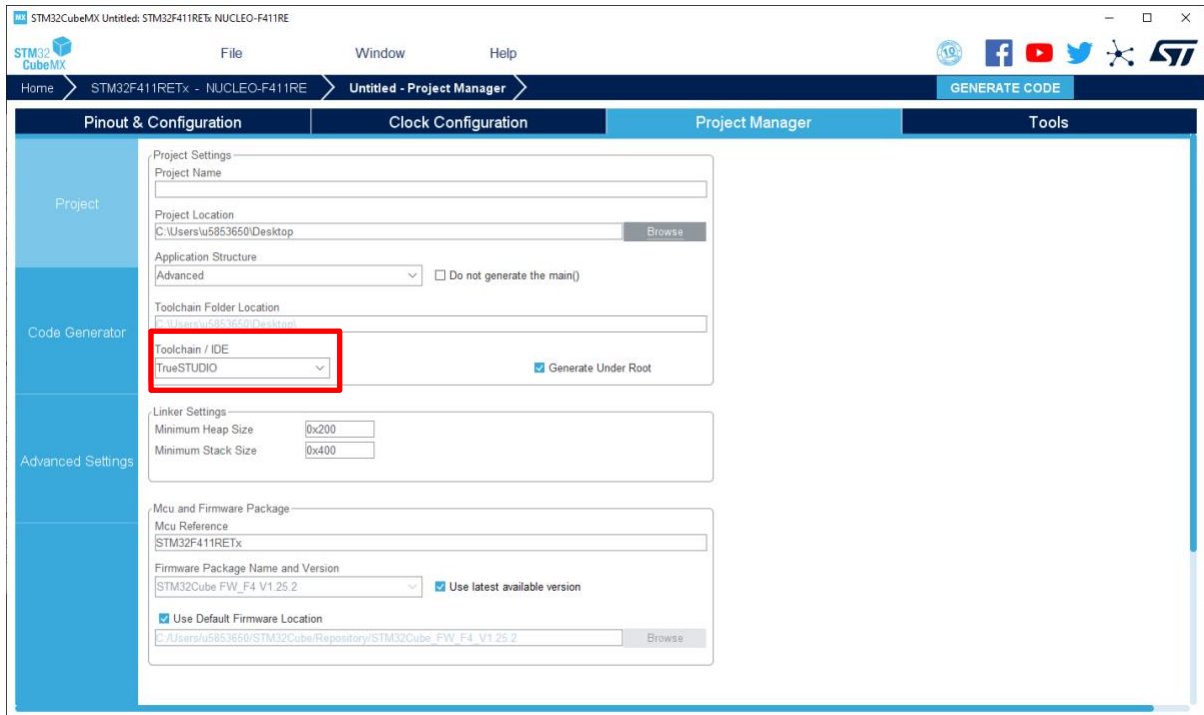 MX STM32CubeMX Untitled: STM32F411RETx NUCLEO-F411RE
STM32
CubeMX
File Window Help
10
ST
Home STM32F411RETx - NUCLEO-F411RE Untitled - Project Manager GENERATE CODE
Pinout & Configuration Clock Configuration Project Manager Tools
Project
Code Generator
Advanced Settings
Project Settings
Project Name
Project Location
C:\Users\u5853650\Desktop Browse
Application Structure
Advanced Do not generate the main()
Toolchain Folder Location
C:\Users\u5853650\Desktop\
Toolchain / IDE
TrueSTUDIO Generate Under Root
Linker Settings
Minimum Heap Size 0x200
Minimum Stack Size 0x400
Mcu and Firmware Package
Mcu Reference
STM32F411RETx
Firmware Package Name and Version
STM32Cube FW_F4 V1.25.2 Use latest available version
Use Default Firmware Location
C:/Users/u5853650/STM32Cube/Repository/STM32Cube_FW_F4_V1.25.2 Browse